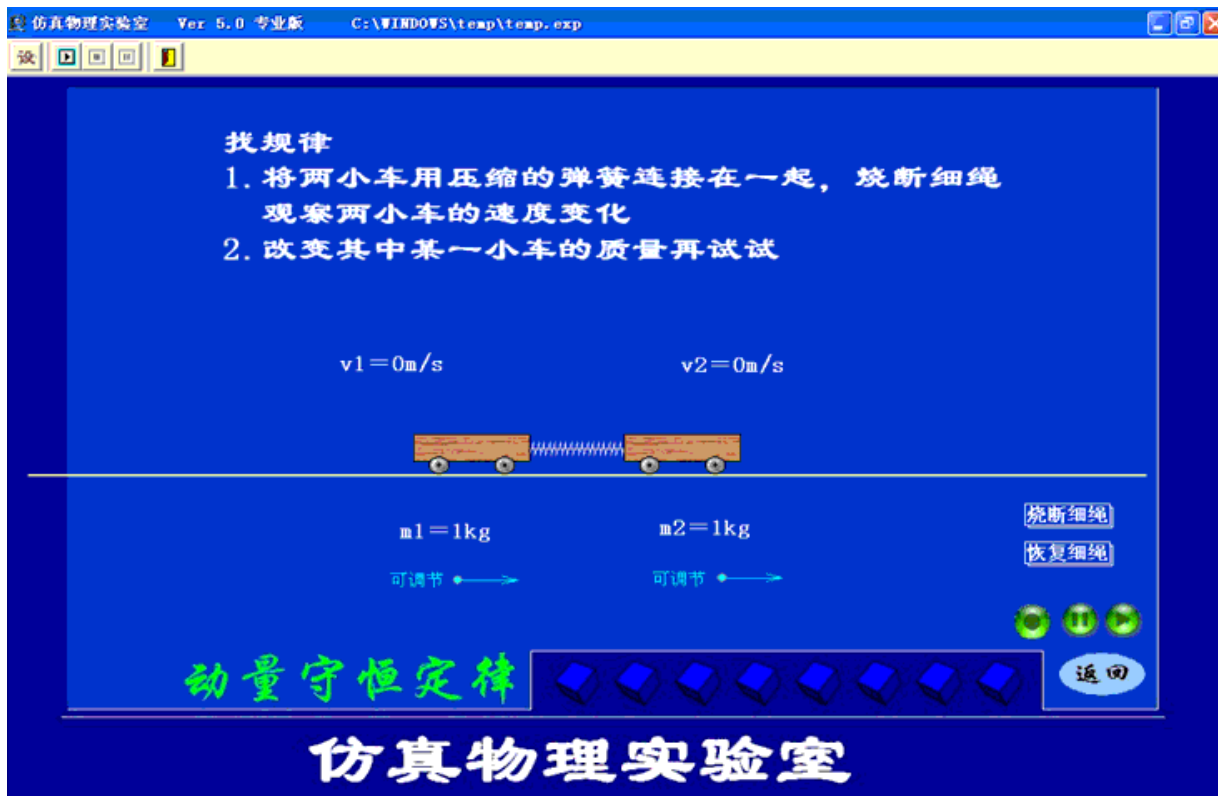 仿真物理实验室 Ver 5.0 专业版 C:\WINDOWS\temp\temp.exp
设
找规律
1. 将两小车用压缩的弹簧连接在一起，烧断细绳
观察两小车的速度变化
2. 改变其中某一小车的质量再试试
v1＝0m/s v2＝0m/s
m1＝1kg m2＝1kg
烧断细绳
恢复细绳
可调节 可调节
动量守恒定律
返回
仿真物理实验室